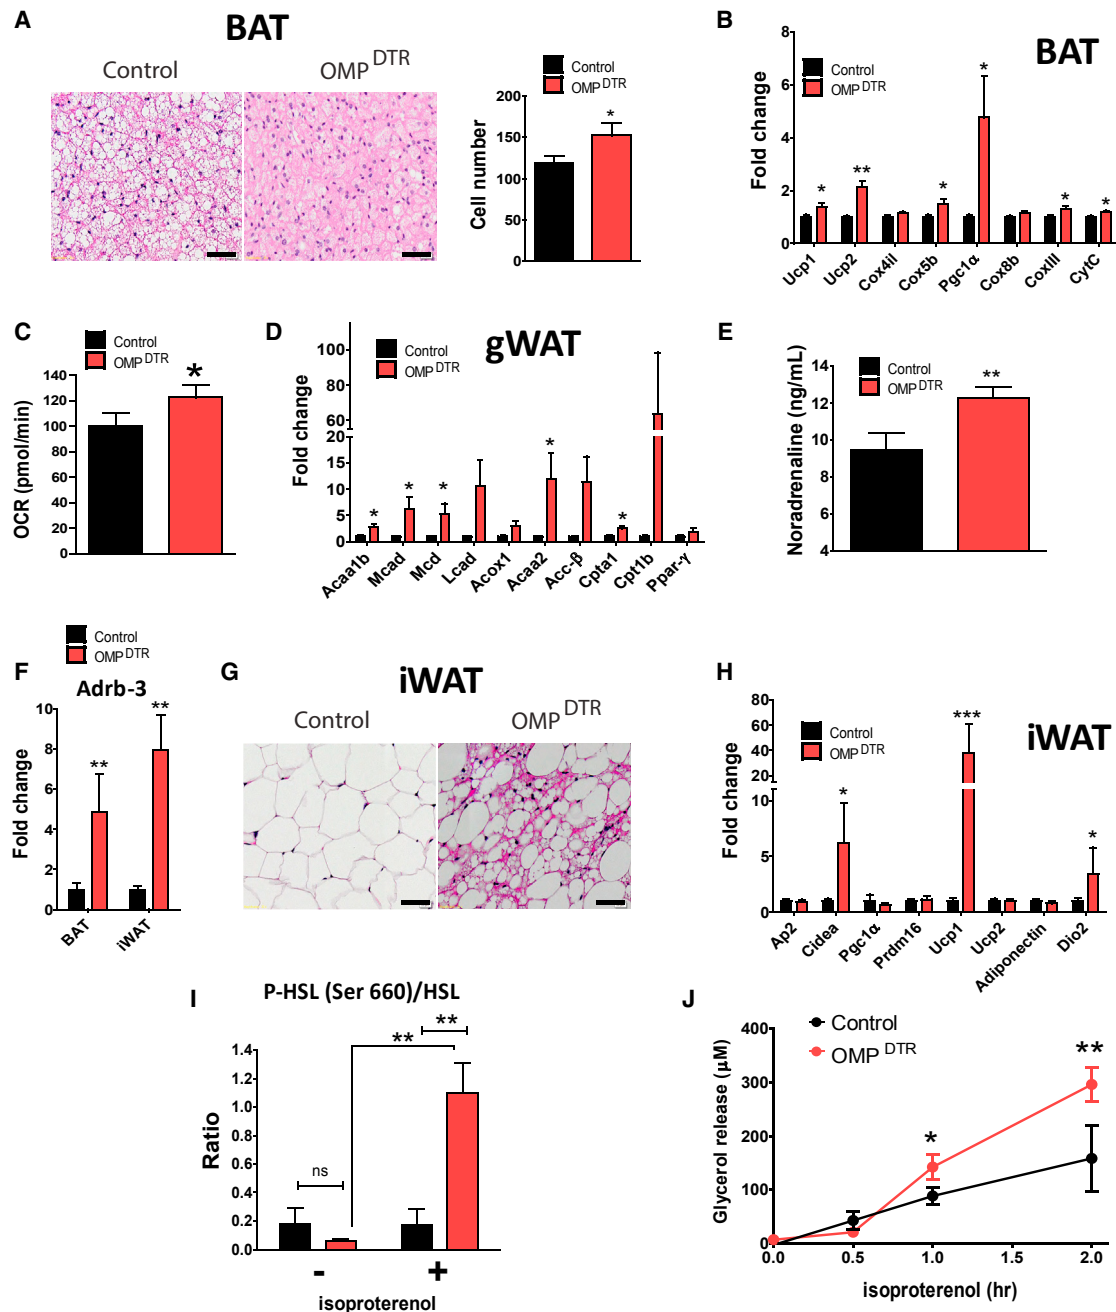 A
BAT
Control
OMP DTR
Control
OMP DTR
Cell number
200
150
100
50
0
*
B
BAT
Control
OMP DTR
Fold change
8
6
4
2
0
*
**
*
*
*
*
Ucp1
Ucp2
Cox4il
Cox5b
Pgc1α
Cox8b
CoxIII
CytC
C
Control
OMP DTR
OCR (pmol/min)
140
120
100
80
60
40
20
0
*
D
gWAT
Control
OMP DTR
Fold change
100
80
60
20
15
10
5
0
*
*
*
*
*
Acaa1b
Mcad
Mcd
Lcad
Acox1
Acaa2
Acc-β
Cpta1
Cpt1b
Ppar-γ
E
Control
OMP DTR
Noradrenaline (ng/mL)
14
12
10
8
6
4
**
F
Control
OMP DTR
Adrb-3
Fold change
10
8
6
4
2
0
**
**
BAT
iWAT
G
iWAT
Control
OMP DTR
H
iWAT
Control
OMP DTR
Fold change
80
60
40
20
10
5
0
*
***
*
Ap2
Cidea
Pgc1α
Prdm16
Ucp1
Ucp2
Adiponectin
Dio2
I
P-HSL (Ser 660)/HSL
Ratio
1.4
1.2
1.0
0.8
0.6
0.4
0.2
0.0
ns
**
**
- +
isoproterenol
J
Control
OMP DTR
Glycerol release (µM)
400
300
200
100
0
*
**
0.0 0.5 1.0 1.5 2.0
isoproterenol (hr)